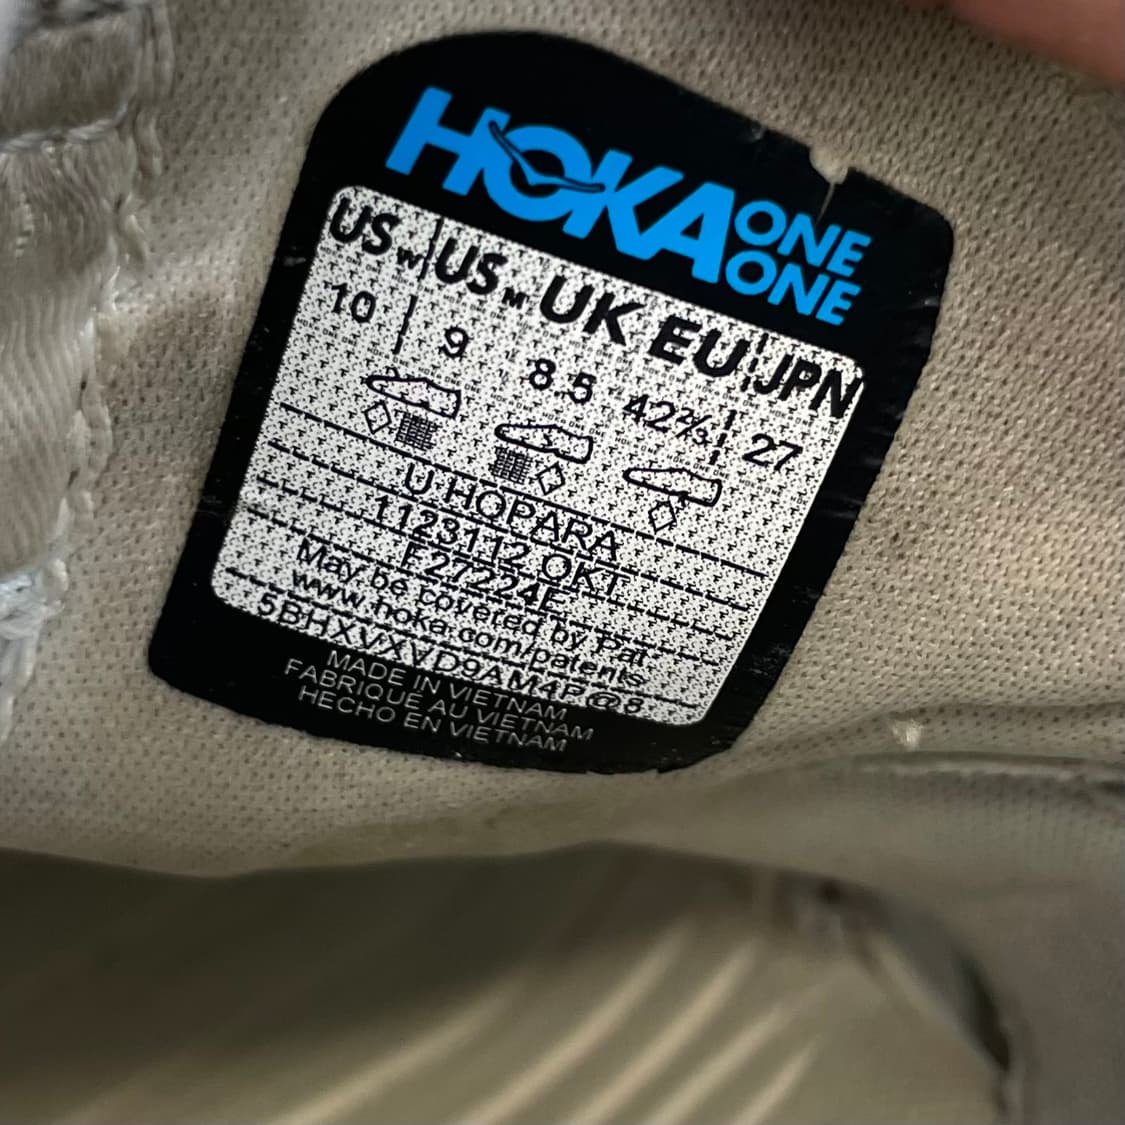 HOKA ONE ONE
USW USM UK EU JPN
10 9 8.5 42⅔ 27
U HOPARA
1123112 OKT
F27224E
May be covered by Pat
www.hoka.com/patents
5BHXVXVD9AM4P@8
MADE IN VIETNAM
FABRIQUÉ AU VIETNAM
HECHO EN VIETNAM